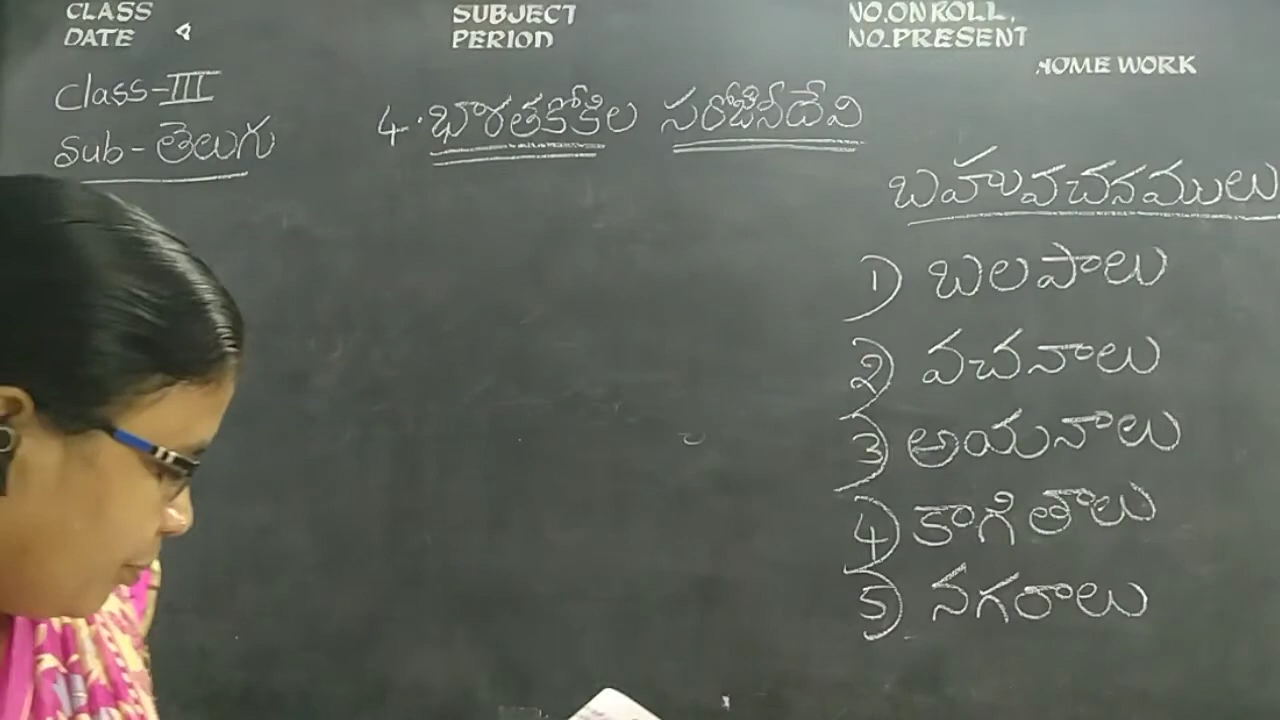 CLASS
DATE
SUBJECT
PERIOD
NO.ON ROLL.
NO.PRESENT
HOME WORK
Class-III
Sub-తెలుగు
4. భారతకోకిల సరోజినీదేవి
బహువచనములు
1) బలపాలు
2) వచనాలు
3) అయనాలు
4) కాగితాలు
5) నగరాలు